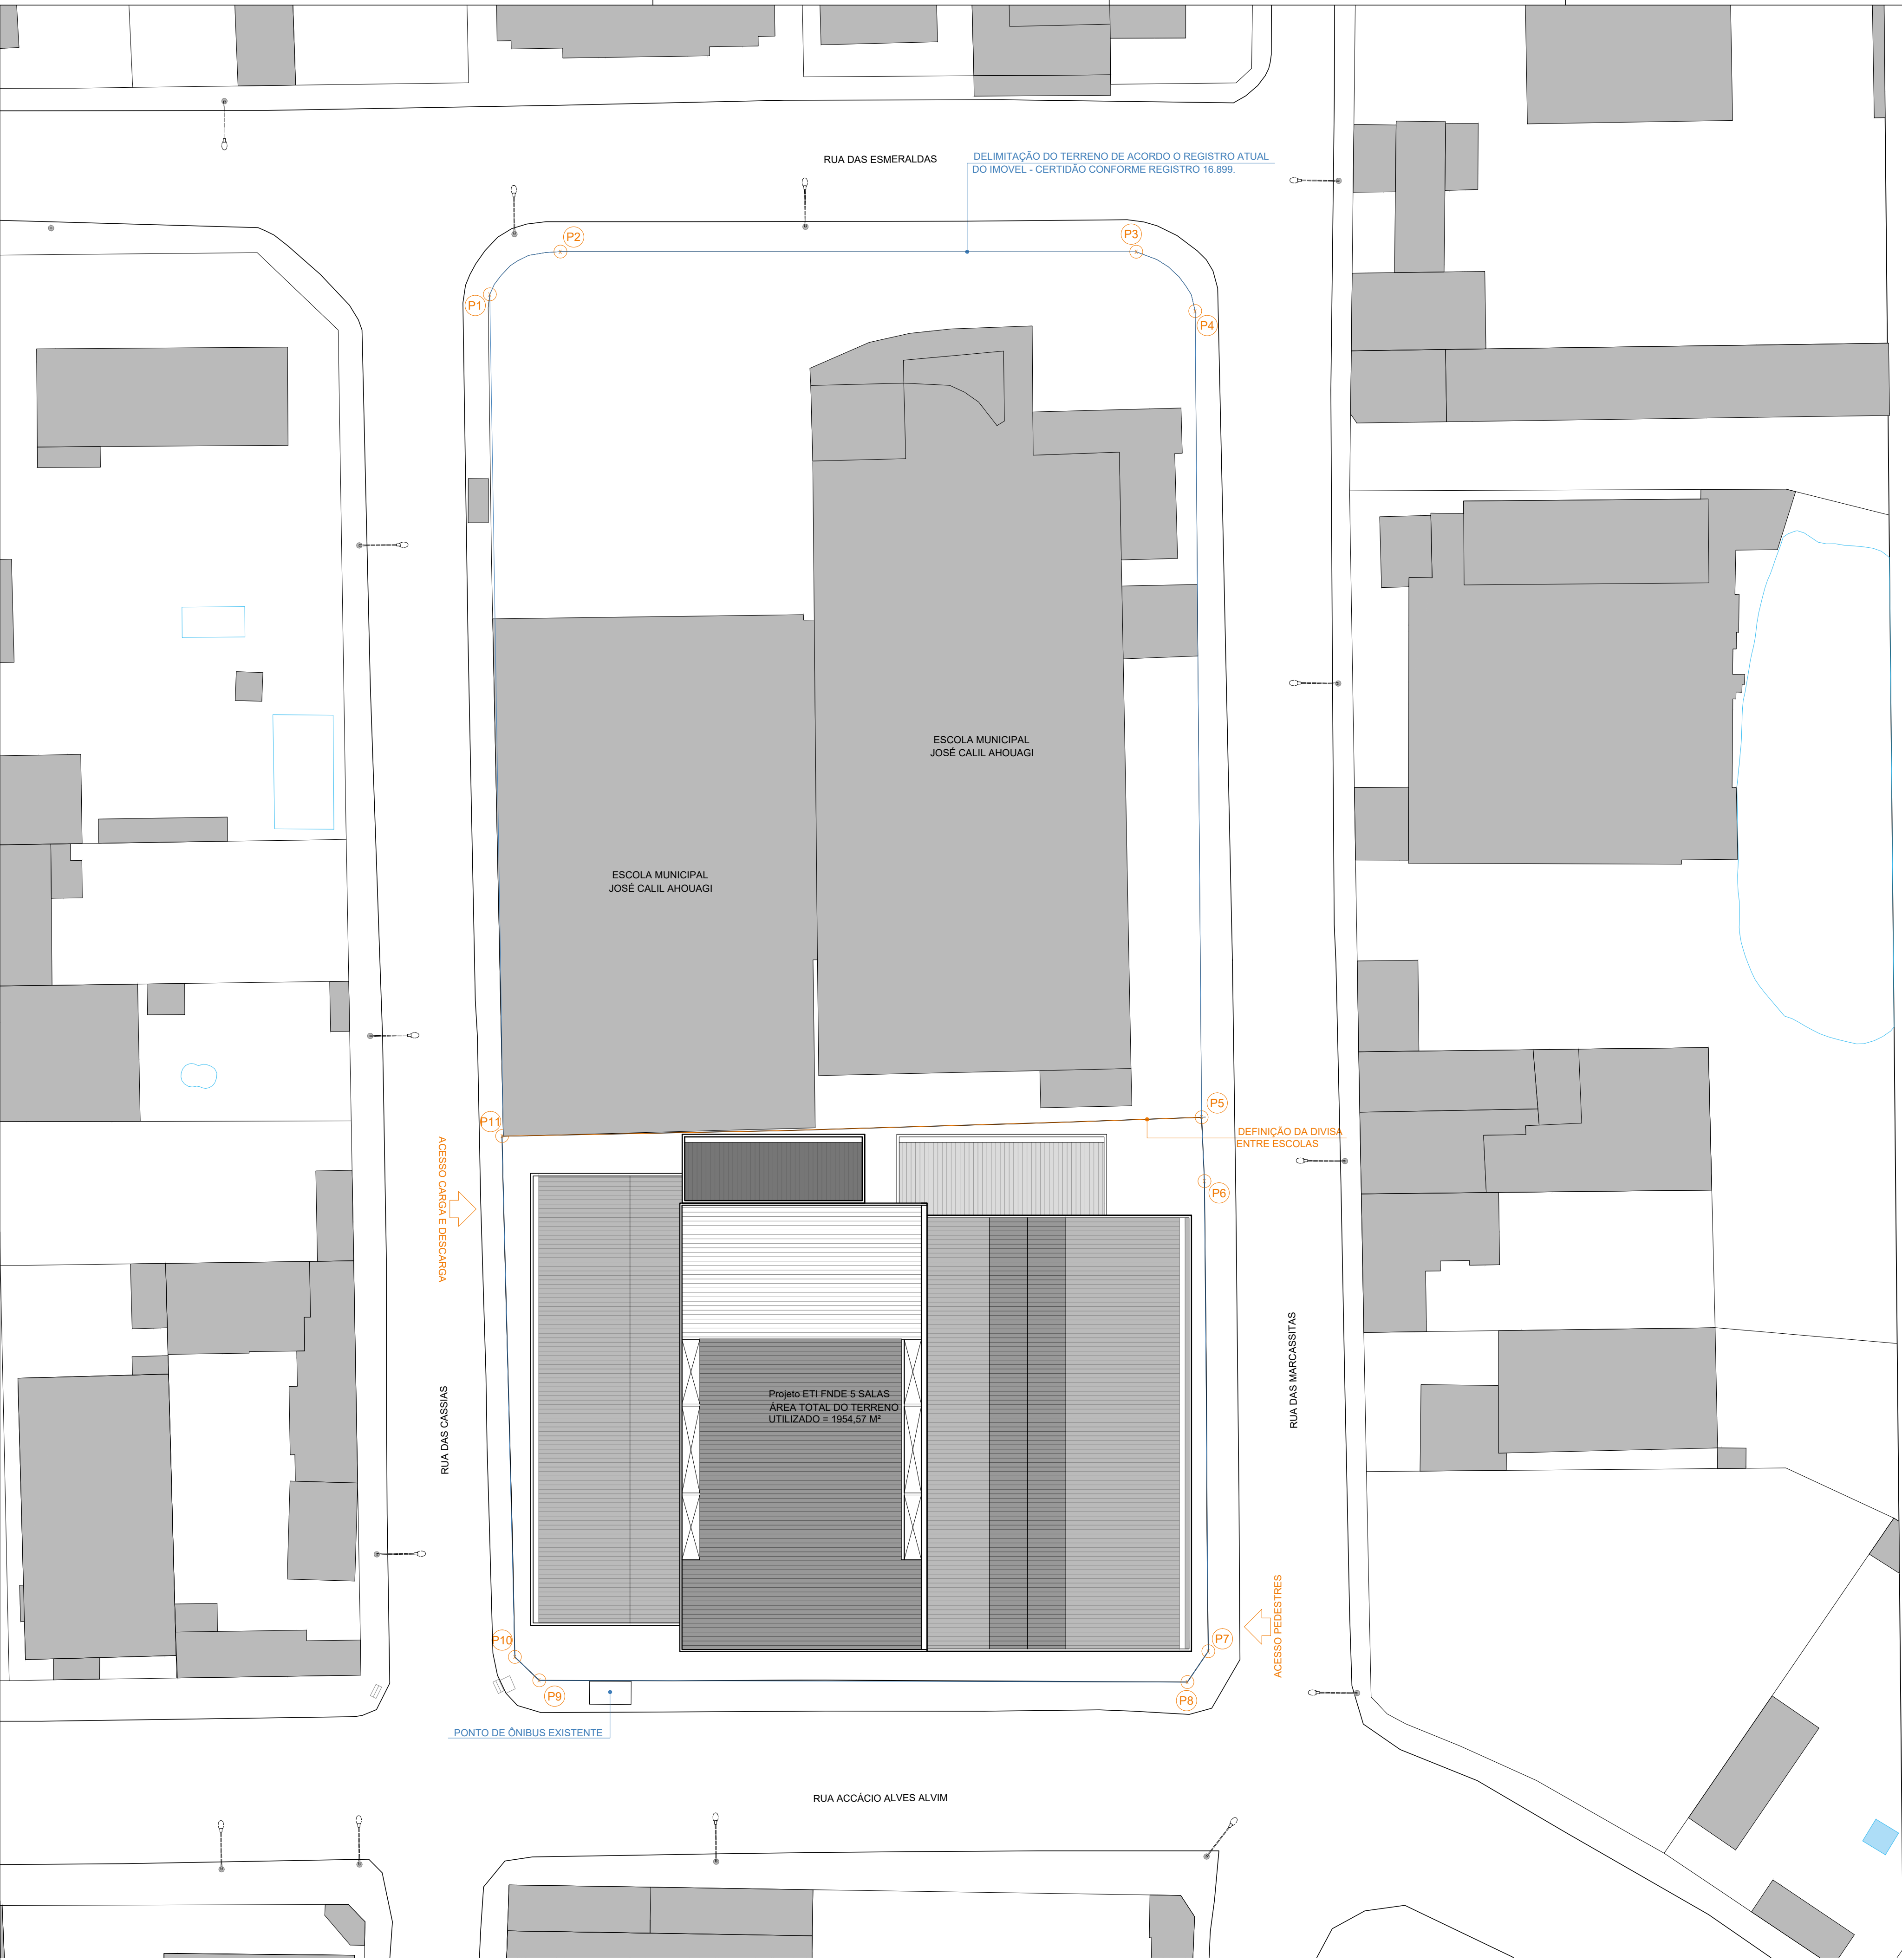 RUA DAS ESMERALDAS
DELIMITAÇÃO DO TERRENO DE ACORDO O REGISTRO ATUAL
DO IMOVEL - CERTIDÃO CONFORME REGISTRO 16.899.
P2
P3
P1
P4
ESCOLA MUNICIPAL
JOSÉ CALIL AHOUAGI
ESCOLA MUNICIPAL
JOSÉ CALIL AHOUAGI
P5
P11
DEFINIÇÃO DA DIVISA
ENTRE ESCOLAS
P6
ACESSO CARGA E DESCARGA
RUA DAS MARCASSITAS
RUA DAS CASSIAS
Projeto ETI FNDE 5 SALAS
ÁREA TOTAL DO TERRENO
UTILIZADO = 1954,57 M²
ACESSO PEDESTRES
P10
P7
P9
P8
PONTO DE ÔNIBUS EXISTENTE
RUA ACCÁCIO ALVES ALVIM